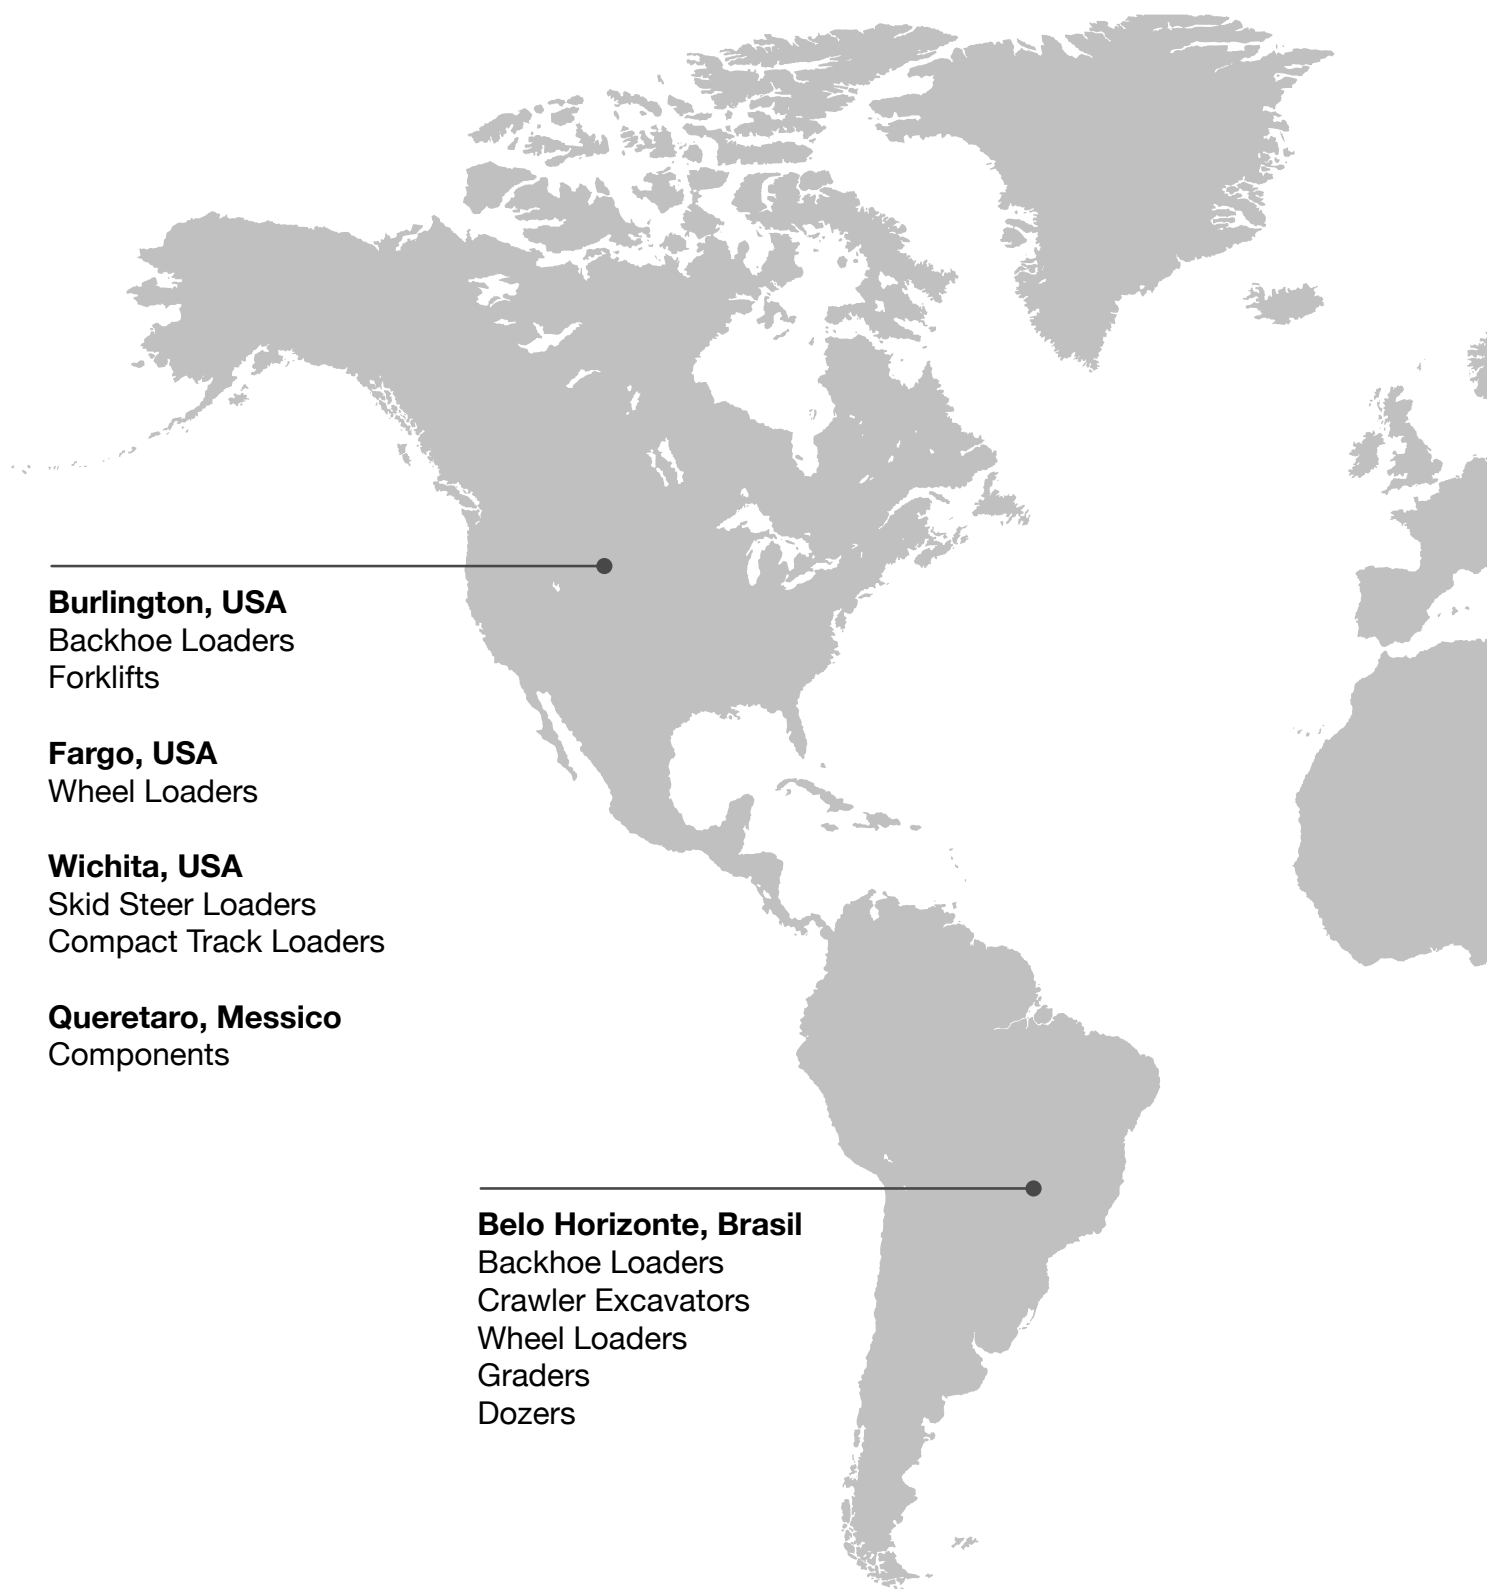 Burlington, USA
Backhoe Loaders
Forklifts
Fargo, USA
Wheel Loaders
Wichita, USA
Skid Steer Loaders
Compact Track Loaders
Queretaro, Messico
Components
Belo Horizonte, Brasil
Backhoe Loaders
Crawler Excavators
Wheel Loaders
Graders
Dozers